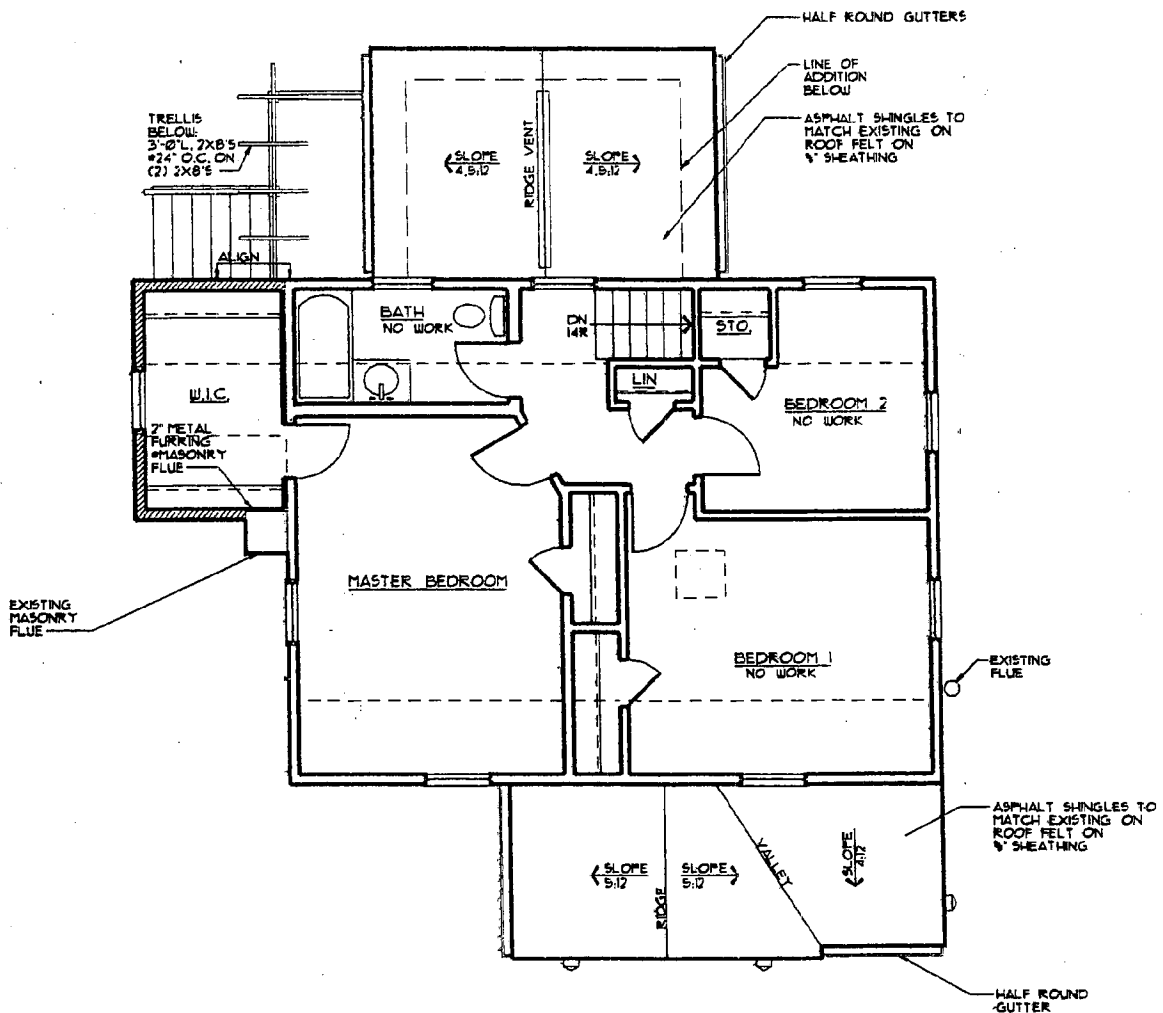 HALF ROUND GUTTERS
LINE OF
ADDITION
BELOW
TRELLIS
BELOW:
3'-0"L, 2X8'S
@24" O.C. ON
(2) 2X8'S
ASPHALT SHINGLES TO
MATCH EXISTING ON
ROOF FELT ON
SHEATHING
SLOPE
4.5:12
RIDGE VENT
SLOPE
4.5:12
ALIGN
BATH
NO WORK
DN
14R
STO.
LIN
W.I.C.
BEDROOM 2
NO WORK
2" METAL
FURRING
@MASONRY
FLUE
MASTER BEDROOM
EXISTING
MASONRY
FLUE
BEDROOM 1
NO WORK
EXISTING
FLUE
ASPHALT SHINGLES TO
MATCH EXISTING ON
ROOF FELT ON
SHEATHING
SLOPE
5:12
RIDGE
SLOPE
5:12
VALLEY
SLOPE
4:12
HALF ROUND
GUTTER